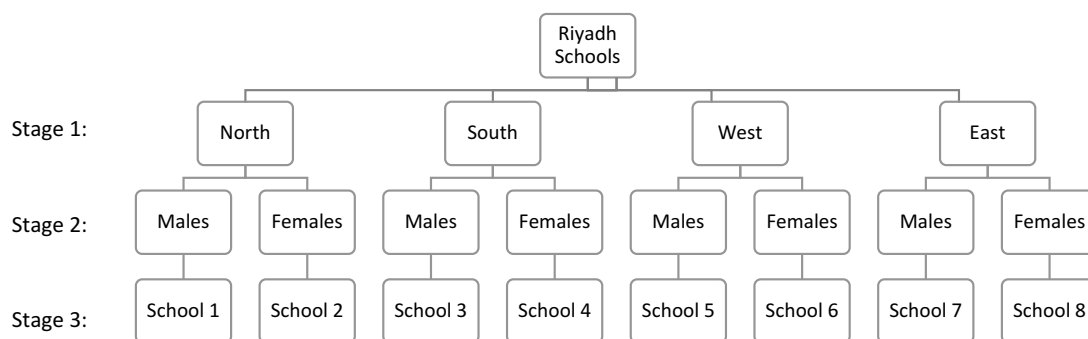 Riyadh
Schools
Stage 1:
North
South
West
East
Stage 2:
Males
Females
Males
Females
Males
Females
Males
Females
Stage 3:
School 1
School 2
School 3
School 4
School 5
School 6
School 7
School 8